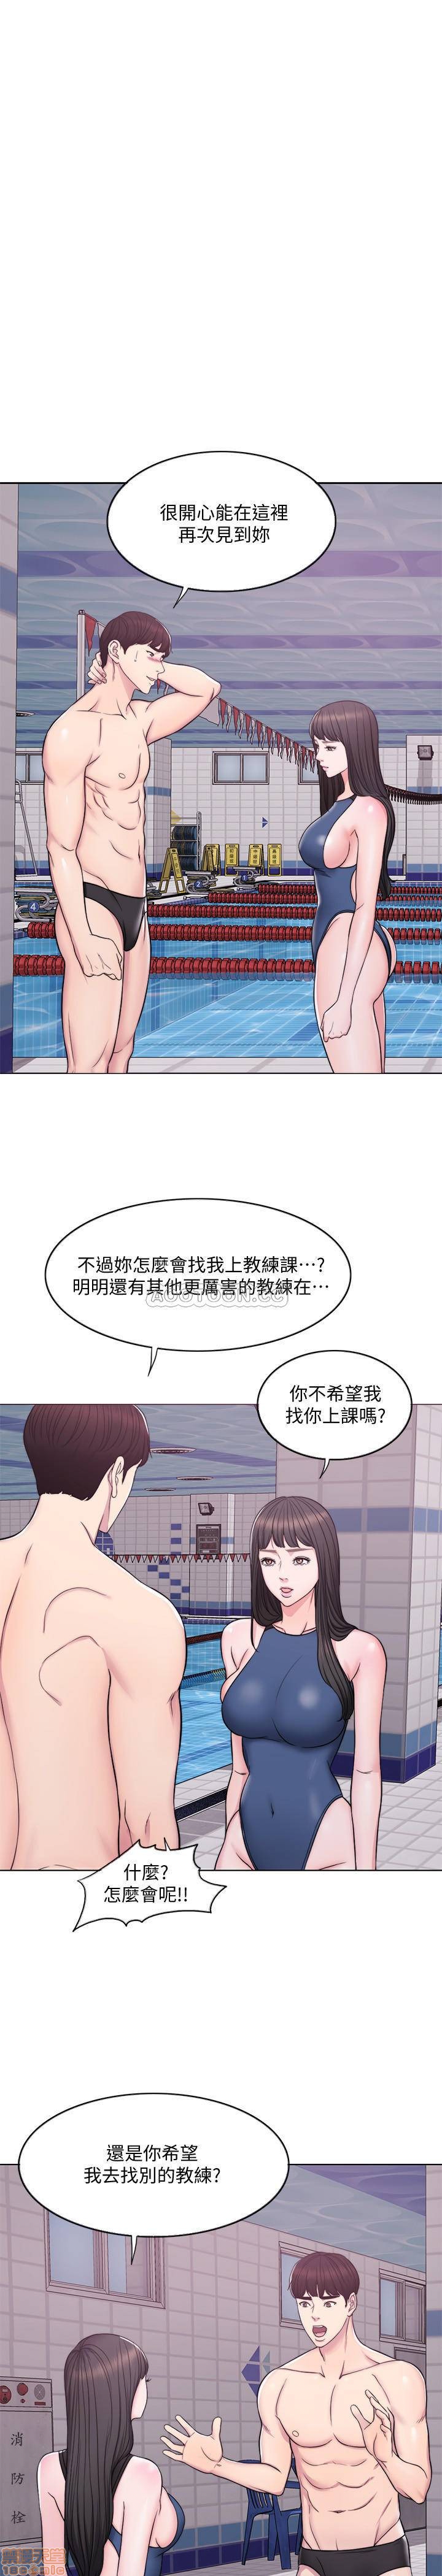 很開心能在這裡
再次見到妳
4
不過妳怎麼會找我上教練課…?
明明還有其他更厲害的教練在…
ACGTOON.CC
你不希望我
找你上課嗎?
什麼?
怎麼會呢!!
還是你希望
我去找別的教練?
消
防
栓